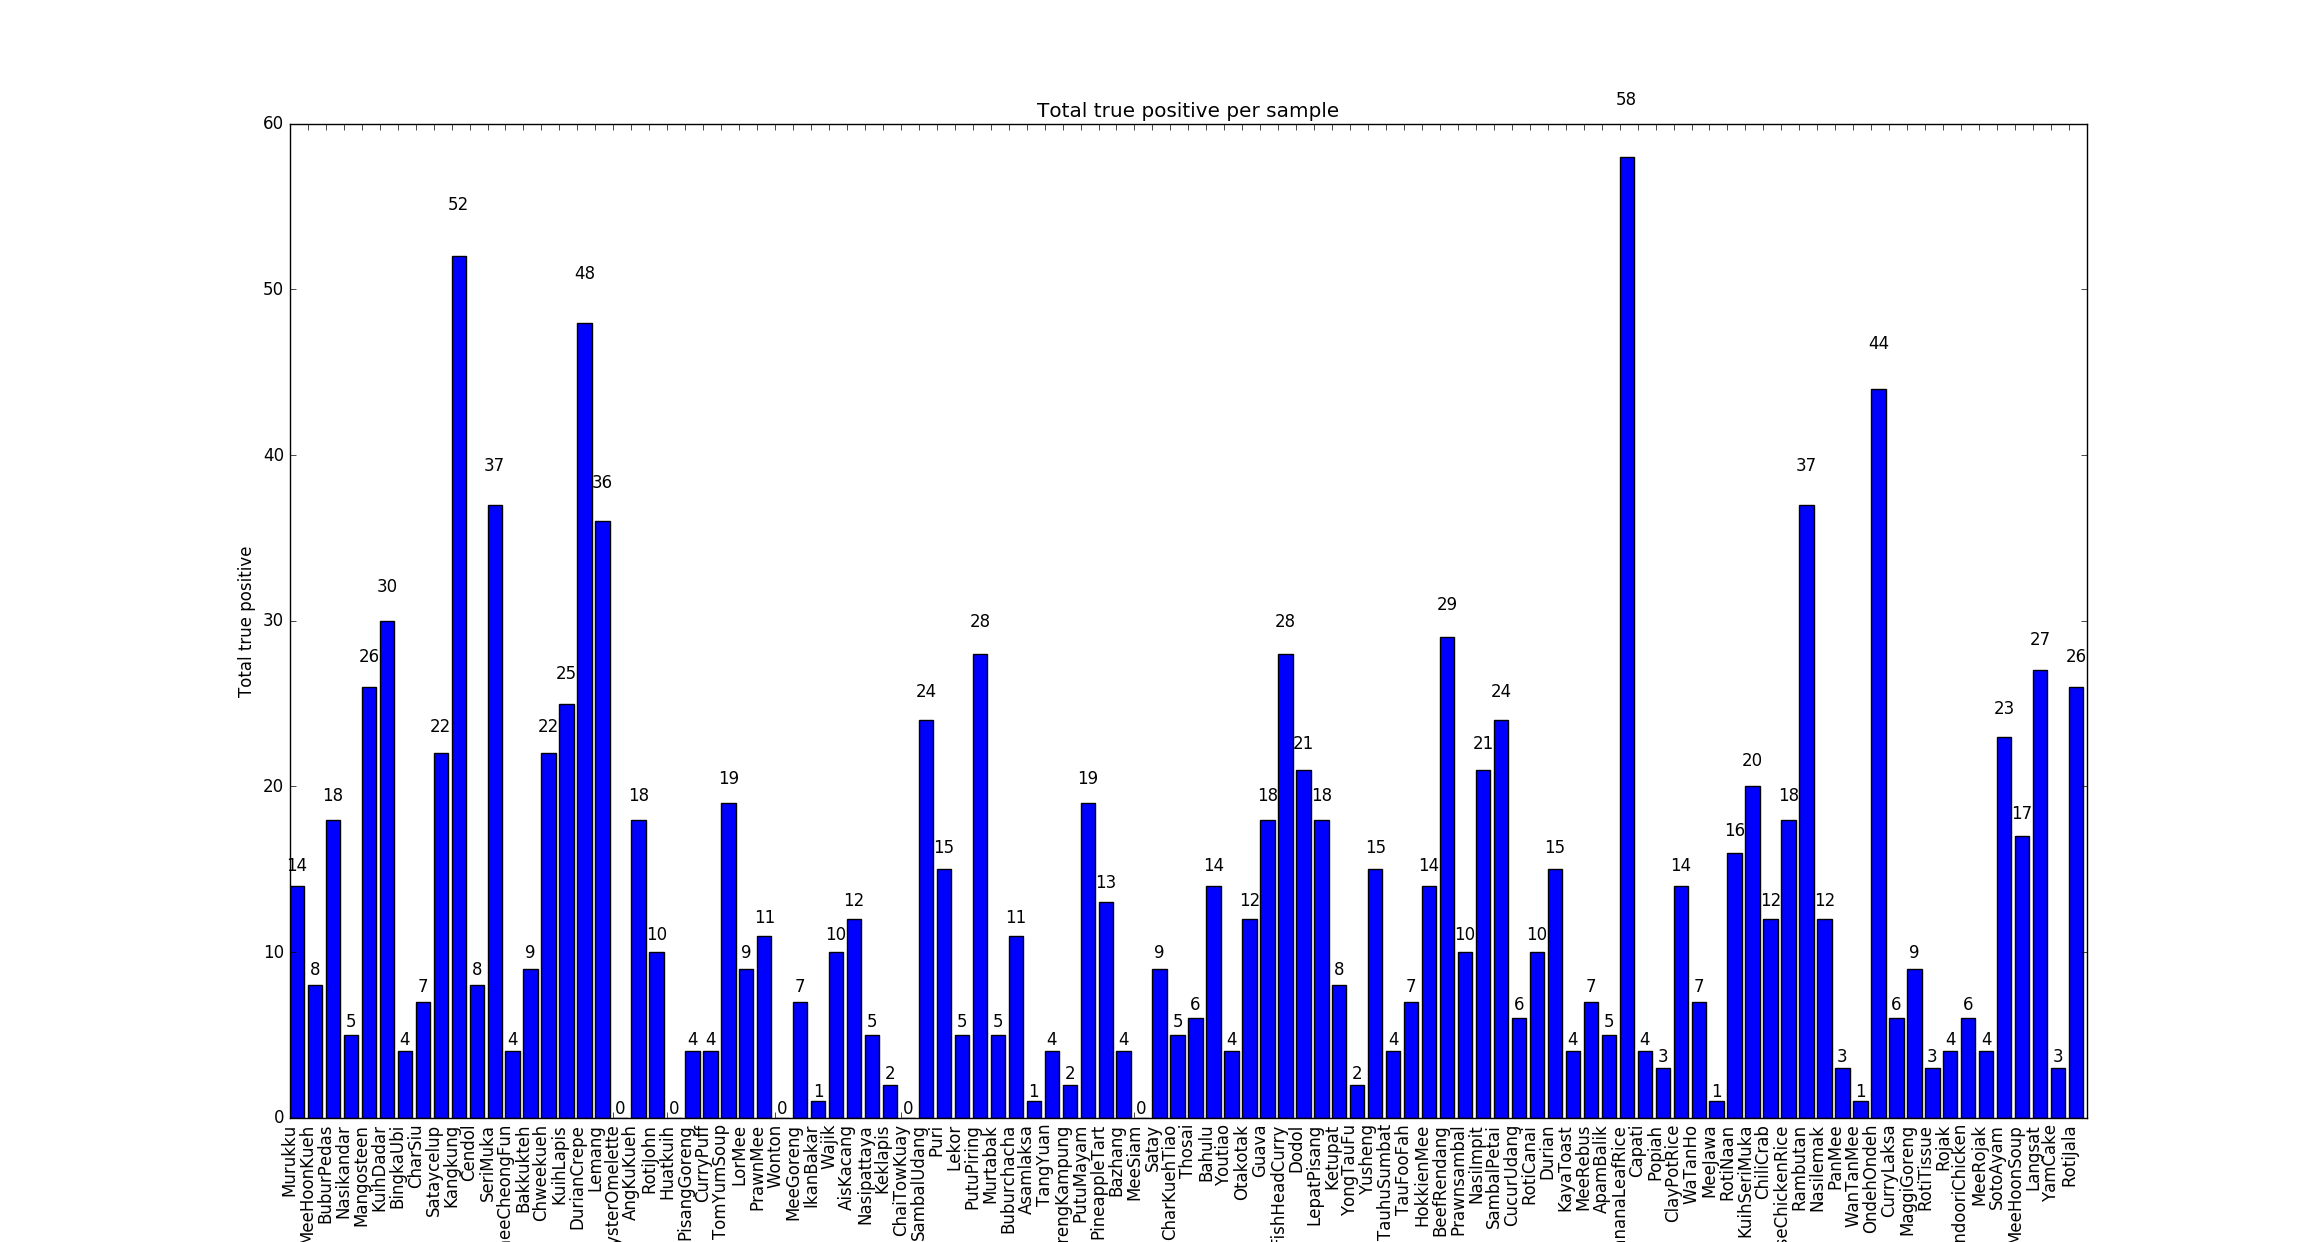 Total true positive per sample
Total true positive
60
50
40
30
20
10
0
14
8
18
5
26
30
4
7
22
52
8
37
4
9
22
25
48
36
0
18
10
0
4
4
19
9
11
0
7
1
10
12
5
2
0
24
15
5
28
5
11
1
4
2
19
13
4
0
9
5
6
14
4
12
18
28
21
18
8
2
15
4
7
14
29
10
21
24
6
10
15
4
7
5
58
4
3
14
7
1
16
20
12
18
37
12
3
1
44
6
9
3
4
6
4
23
17
27
3
26
Murukku
MeeHoonKueh
BuburPedas
Nasikandar
Mangosteen
KuihDadar
BingkaUbi
CharSiu
Sataycelup
Kangkung
Cendol
SeriMuka
eeCheongFun
Bakkukteh
Chweekueh
KuihLapis
DurianCrepe
Lemang
ysterOmelette
AngKuKueh
RotiJohn
Huatkuih
PisangGoreng
CurryPuff
TomYumSoup
LorMee
PrawnMee
Wonton
MeeGoreng
IkanBakar
Wajik
AisKacang
Nasipattaya
Keklapis
ChaiTowKuay
SambalUdang
Puri
Lekor
PutuPiring
Murtabak
Buburchacha
Asamlaksa
TangYuan
rengKampung
PutuMayam
PineappleTart
Bazhang
MeeSiam
Satay
CharKuehTiao
Thosai
Bahulu
Youtiao
Otakotak
Guava
FishHeadCurry
Dodol
LepatPisang
Ketupat
YongTauFu
Yusheng
TauhuSumbat
TauFooFah
HokkienMee
BeefRendang
Prawnsambal
NasiImpit
SambalPetai
CucurUdang
RotiCanai
Durian
KayaToast
MeeRebus
ApamBalik
nanaLeafRice
Capati
Popiah
ClayPotRice
WaTanHo
MeeJawa
RotiNaan
KuihSeriMuka
ChiliCrab
seChickenRice
Rambutan
Nasilemak
PanMee
WanTanMee
OndehOndeh
CurryLaksa
MaggiGoreng
RotiTissue
Rojak
ndooriChicken
MeeRojak
SotoAyam
MeeHoonSoup
Langsat
YamCake
RotiJala